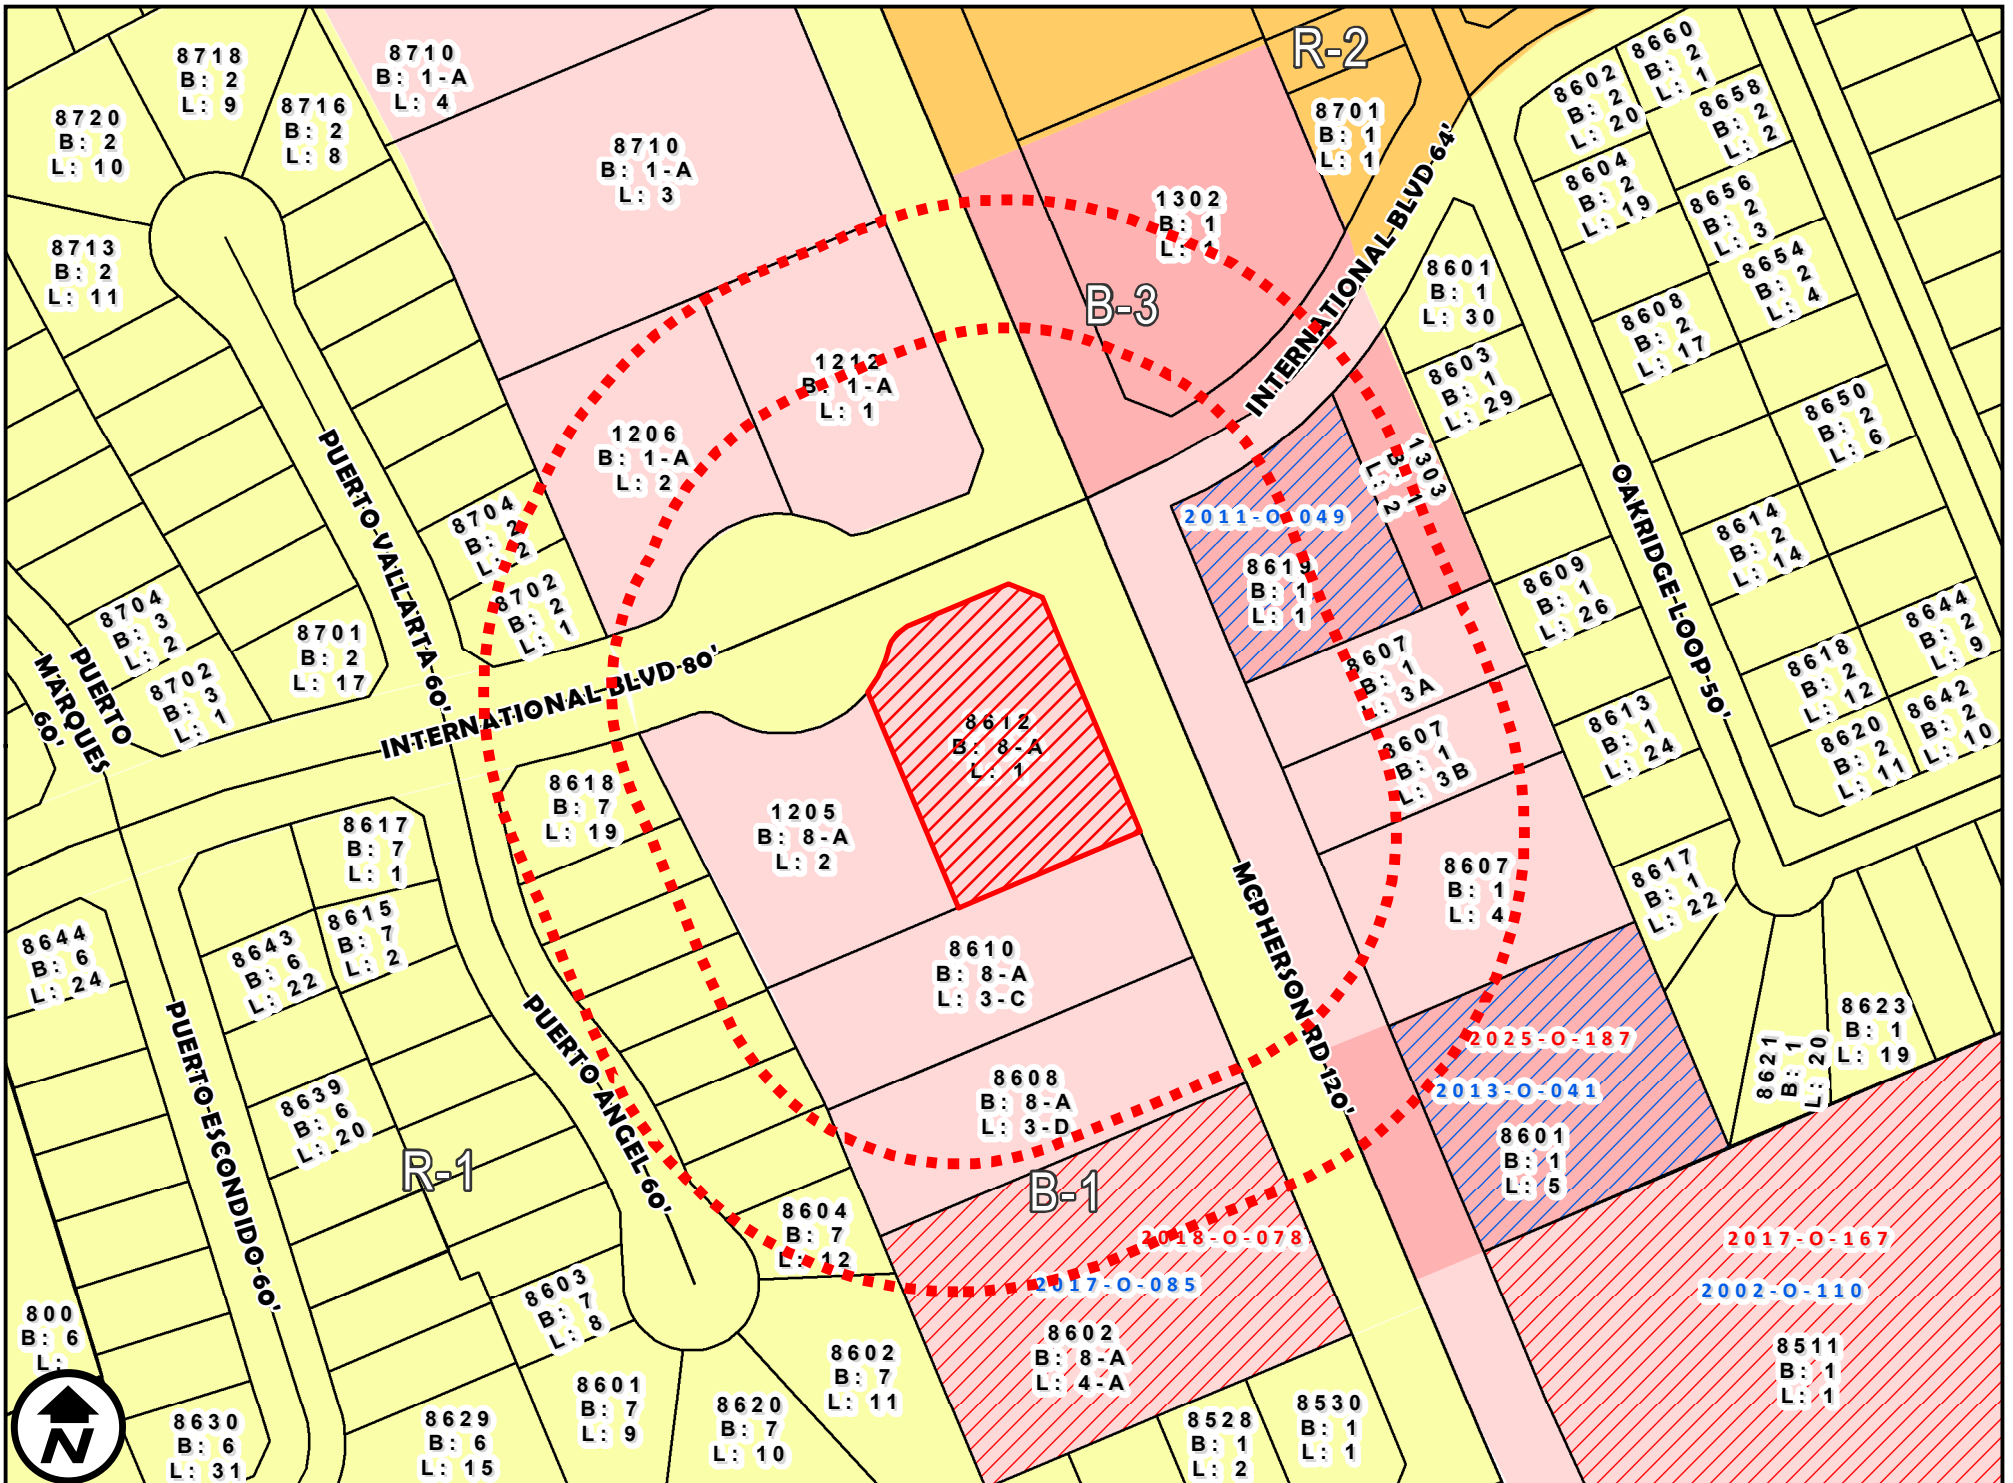 8718
B: 2
L: 9
8710
B: 1-A
L: 4
R-2
8660
B: 2
L: 1
8602
B: 2
L: 20
8658
B: 2
L: 2
8720
B: 2
L: 10
8716
B: 2
L: 8
8710
B: 1-A
L: 3
8701
B: 1
L: 1
8604
B: 2
L: 19
8656
B: 2
L: 3
1302
B: 1
L: 1
INTERNATIONAL BLVD 64'
8713
B: 2
L: 11
8601
B: 1
L: 30
8654
B: 2
L: 4
B-3
8608
B: 2
L: 17
1212
B: 1-A
L: 1
8603
B: 1
L: 29
8650
B: 2
L: 6
1206
B: 1-A
L: 2
1303
B: 1
L: 2
PUERTO VALLARTA 60'
OAKRIDGE LOOP 50'
8704
B: 2
L: 2
2011-O-049
8614
B: 2
L: 14
8619
B: 1
L: 1
8702
B: 2
L: 1
8609
B: 1
L: 26
8704
B: 3
L: 2
8701
B: 2
L: 17
8644
B: 2
L: 9
8607
B: 1
L: 3A
8618
B: 2
L: 12
PUERTO
MARQUES
60'
8702
B: 3
L: 1
INTERNATIONAL BLVD 80'
8642
B: 2
L: 10
8613
B: 1
L: 24
8612
B: 8-A
L: 1
8607
B: 1
L: 3B
8620
B: 2
L: 11
8618
B: 7
L: 19
1205
B: 8-A
L: 2
8617
B: 7
L: 1
8607
B: 1
L: 4
8617
B: 1
L: 22
MCPHERSON RD 120'
8644
B: 6
L: 24
8643
B: 6
L: 22
8615
B: 7
L: 2
8610
B: 8-A
L: 3-C
PUERTO ESCONDIDO 60'
PUERTO ANGEL 60'
8623
B: 1
L: 19
2025-O-187
8621
B: 1
L: 20
8639
B: 6
L: 20
8608
B: 8-A
L: 3-D
2013-O-041
8601
B: 1
L: 5
R-1
B-1
8604
B: 7
L: 12
2018-O-078
2017-O-167
2017-O-085
2002-O-110
8603
B: 7
L: 8
800
B: 6
L:
8602
B: 8-A
L: 4-A
8511
B: 1
L: 1
8602
B: 7
L: 11
8601
B: 7
L: 9
8620
B: 7
L: 10
8530
B: 1
L: 1
8630
B: 6
L: 31
8629
B: 6
L: 15
8528
B: 1
L: 2
N